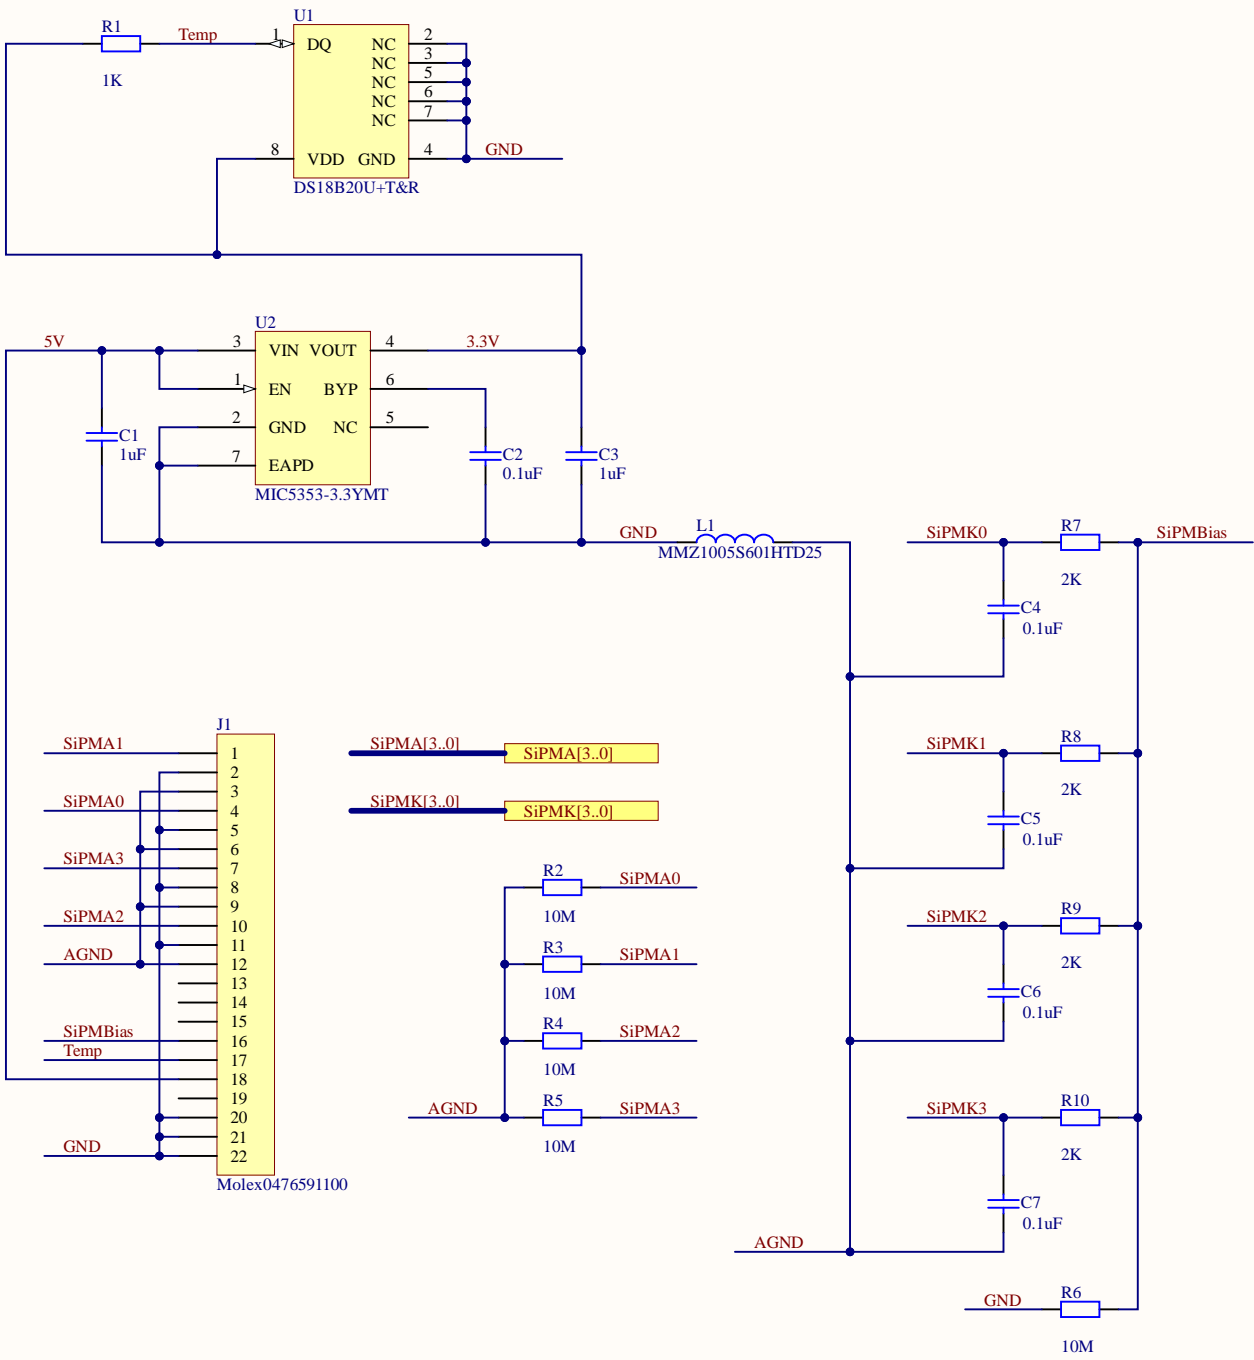 U1
R1
Temp
1
DQ
NC
2
NC
3
NC
5
NC
6
NC
7
1K
8
VDD
GND
4
GND
DS18B20U+T&R
U2
5V
3
VIN
VOUT
4
3.3V
1
EN
BYP
6
2
GND
NC
5
7
EAPD
MIC5353-3.3YMT
C1
1uF
C2
0.1uF
C3
1uF
GND
L1
MMZ1005S601HTD25
SiPMK0
R7
2K
SiPMBias
C4
0.1uF
J1
SiPMA1
SiPMA0
SiPMA3
SiPMA2
AGND
SiPMBias
Temp
GND
1
2
3
4
5
6
7
8
9
10
11
12
13
14
15
16
17
18
19
20
21
22
Molex0476591100
SiPMA[3..0]
SiPMA[3..0]
SiPMK[3..0]
SiPMK[3..0]
R2
SiPMA0
10M
R3
SiPMA1
10M
R4
SiPMA2
10M
AGND
R5
SiPMA3
10M
SiPMK1
R8
2K
C5
0.1uF
SiPMK2
R9
2K
C6
0.1uF
SiPMK3
R10
2K
C7
0.1uF
AGND
GND
R6
10M